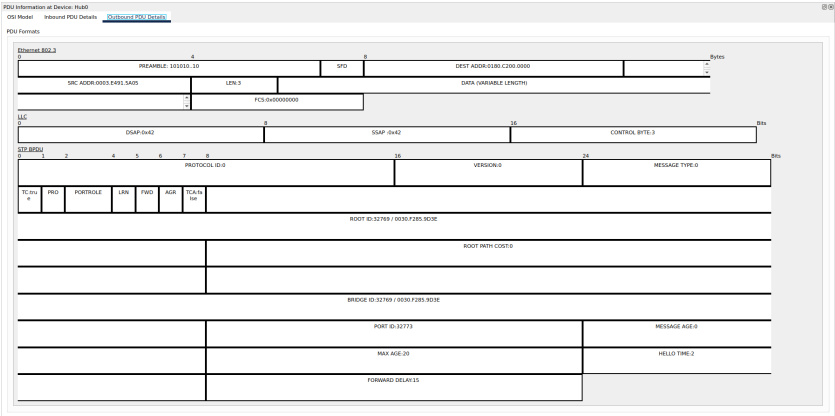 PDU Information at Device: Hub0
OSI Model Inbound PDU Details Outbound PDU Details
PDU Formats
Ethernet 802.3
0 4 8 Bytes
PREAMBLE: 101010..10 SFD DEST ADDR:0180.C200.0000
SRC ADDR:0003.E491.5A05 LEN:3 DATA (VARIABLE LENGTH)
FCS:0x00000000
LLC
0 8 16 Bits
DSAP:0x42 SSAP :0x42 CONTROL BYTE:3
STP BPDU
0 1 2 4 5 6 7 8 16 24 Bits
PROTOCOL ID:0 VERSION:0 MESSAGE TYPE:0
TC:tru PRO PORTROLE LRN FWD AGR TCA:fa
e lse
ROOT ID:32769 / 0030.F285.9D3E
ROOT PATH COST:0
BRIDGE ID:32769 / 0030.F285.9D3E
PORT ID:32773 MESSAGE AGE:0
MAX AGE:20 HELLO TIME:2
FORWARD DELAY:15